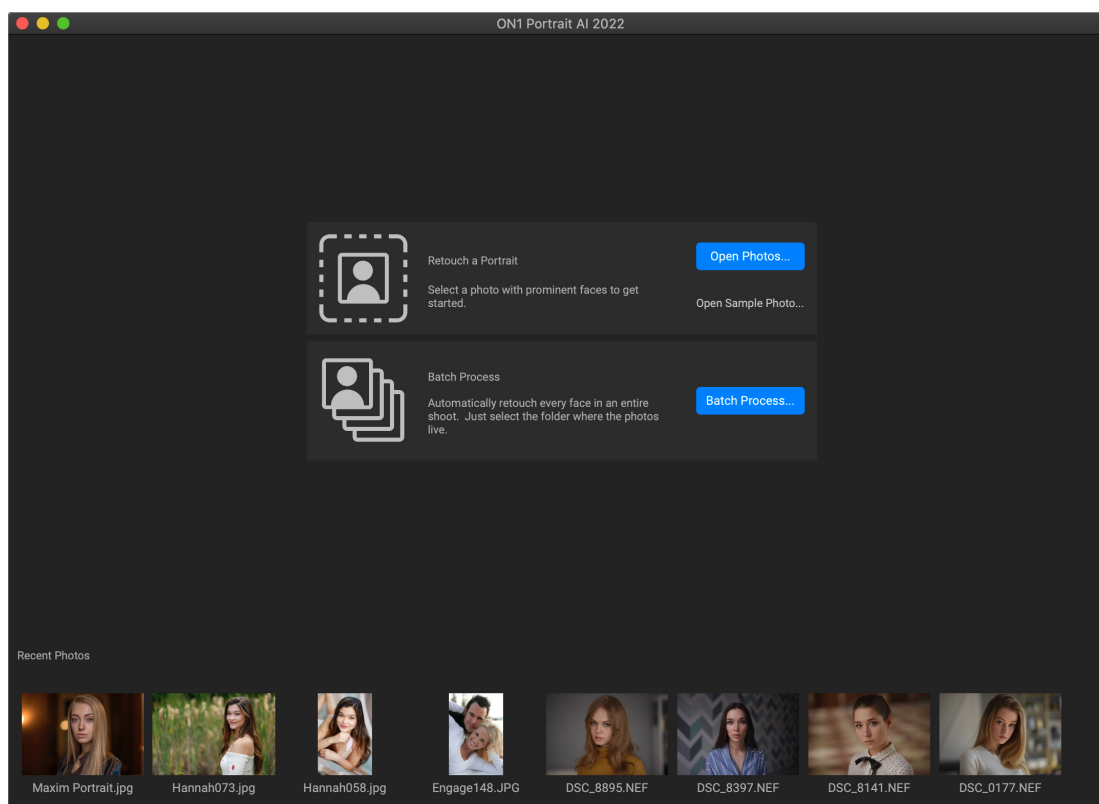 ON1 Portrait AI 2022
Retouch a Portrait
Open Photos...
Select a photo with prominent faces to get
started.
Open Sample Photo...
Batch Process
Automatically retouch every face in an entire
shoot. Just select the folder where the photos
live.
Batch Process...
Recent Photos
Maxim Portrait.jpg
Hannah073.jpg
Hannah058.jpg
Engage148.JPG
DSC_8895.NEF
DSC_8397.NEF
DSC_8141.NEF
DSC_0177.NEF